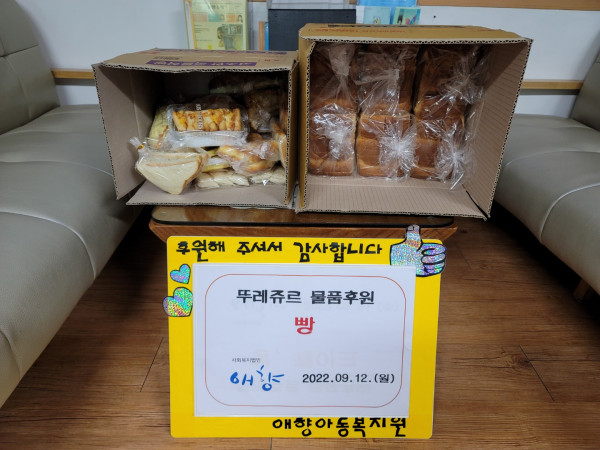 후원해 주셔서 감사합니다
뚜레쥬르 물품후원
빵
사회복지법인
애향
2022.09.12.(월)
애향아동복지원